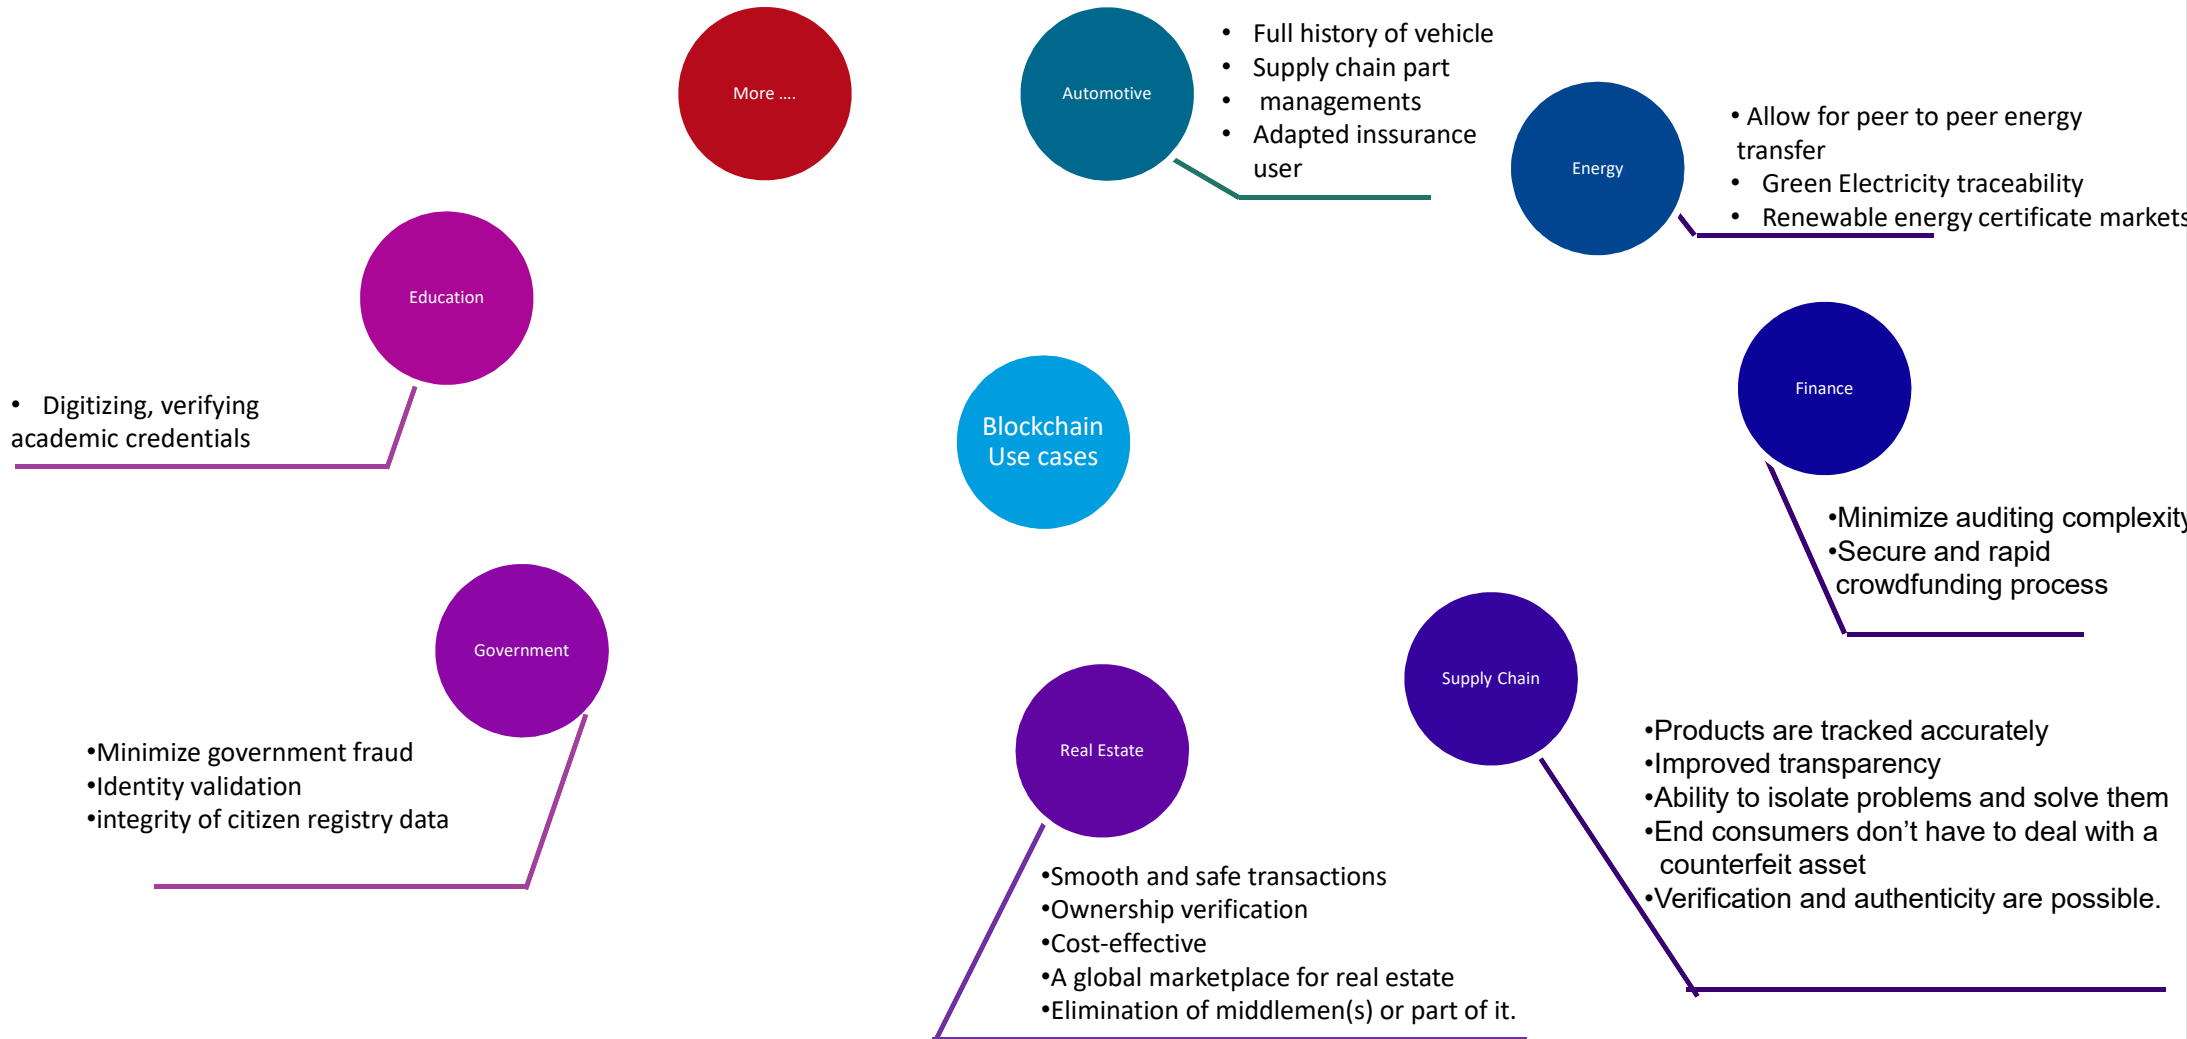 More ....
Automotive
• Full history of vehicle
• Supply chain part
• managements
• Adapted inssurance
user
Energy
• Allow for peer to peer energy
transfer
• Green Electricity traceability
• Renewable energy certificate markets
Education
• Digitizing, verifying
academic credentials
Blockchain
Use cases
Finance
•Minimize auditing complexity
•Secure and rapid
crowdfunding process
Government
•Minimize government fraud
•Identity validation
•integrity of citizen registry data
Real Estate
•Smooth and safe transactions
•Ownership verification
•Cost-effective
•A global marketplace for real estate
•Elimination of middlemen(s) or part of it.
Supply Chain
•Products are tracked accurately
•Improved transparency
•Ability to isolate problems and solve them
•End consumers don’t have to deal with a
counterfeit asset
•Verification and authenticity are possible.